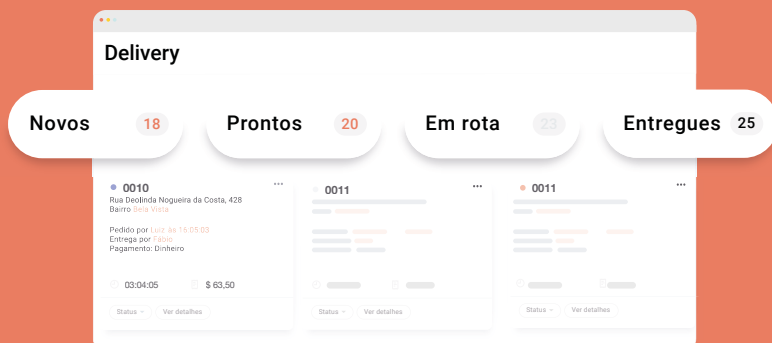 Delivery
Novos 18
Prontos 20
Em rota 23
Entregues 25
0010
Rua Deolinda Nogueira da Costa, 428
Bairro Bela Vista
Pedido por Luiz às 16:05:03
Entrega por Fábio
Pagamento: Dinheiro
03:04:05 $ 63,50
Status Ver detalhes
0011
Status Ver detalhes
0011
Status Ver detalhes